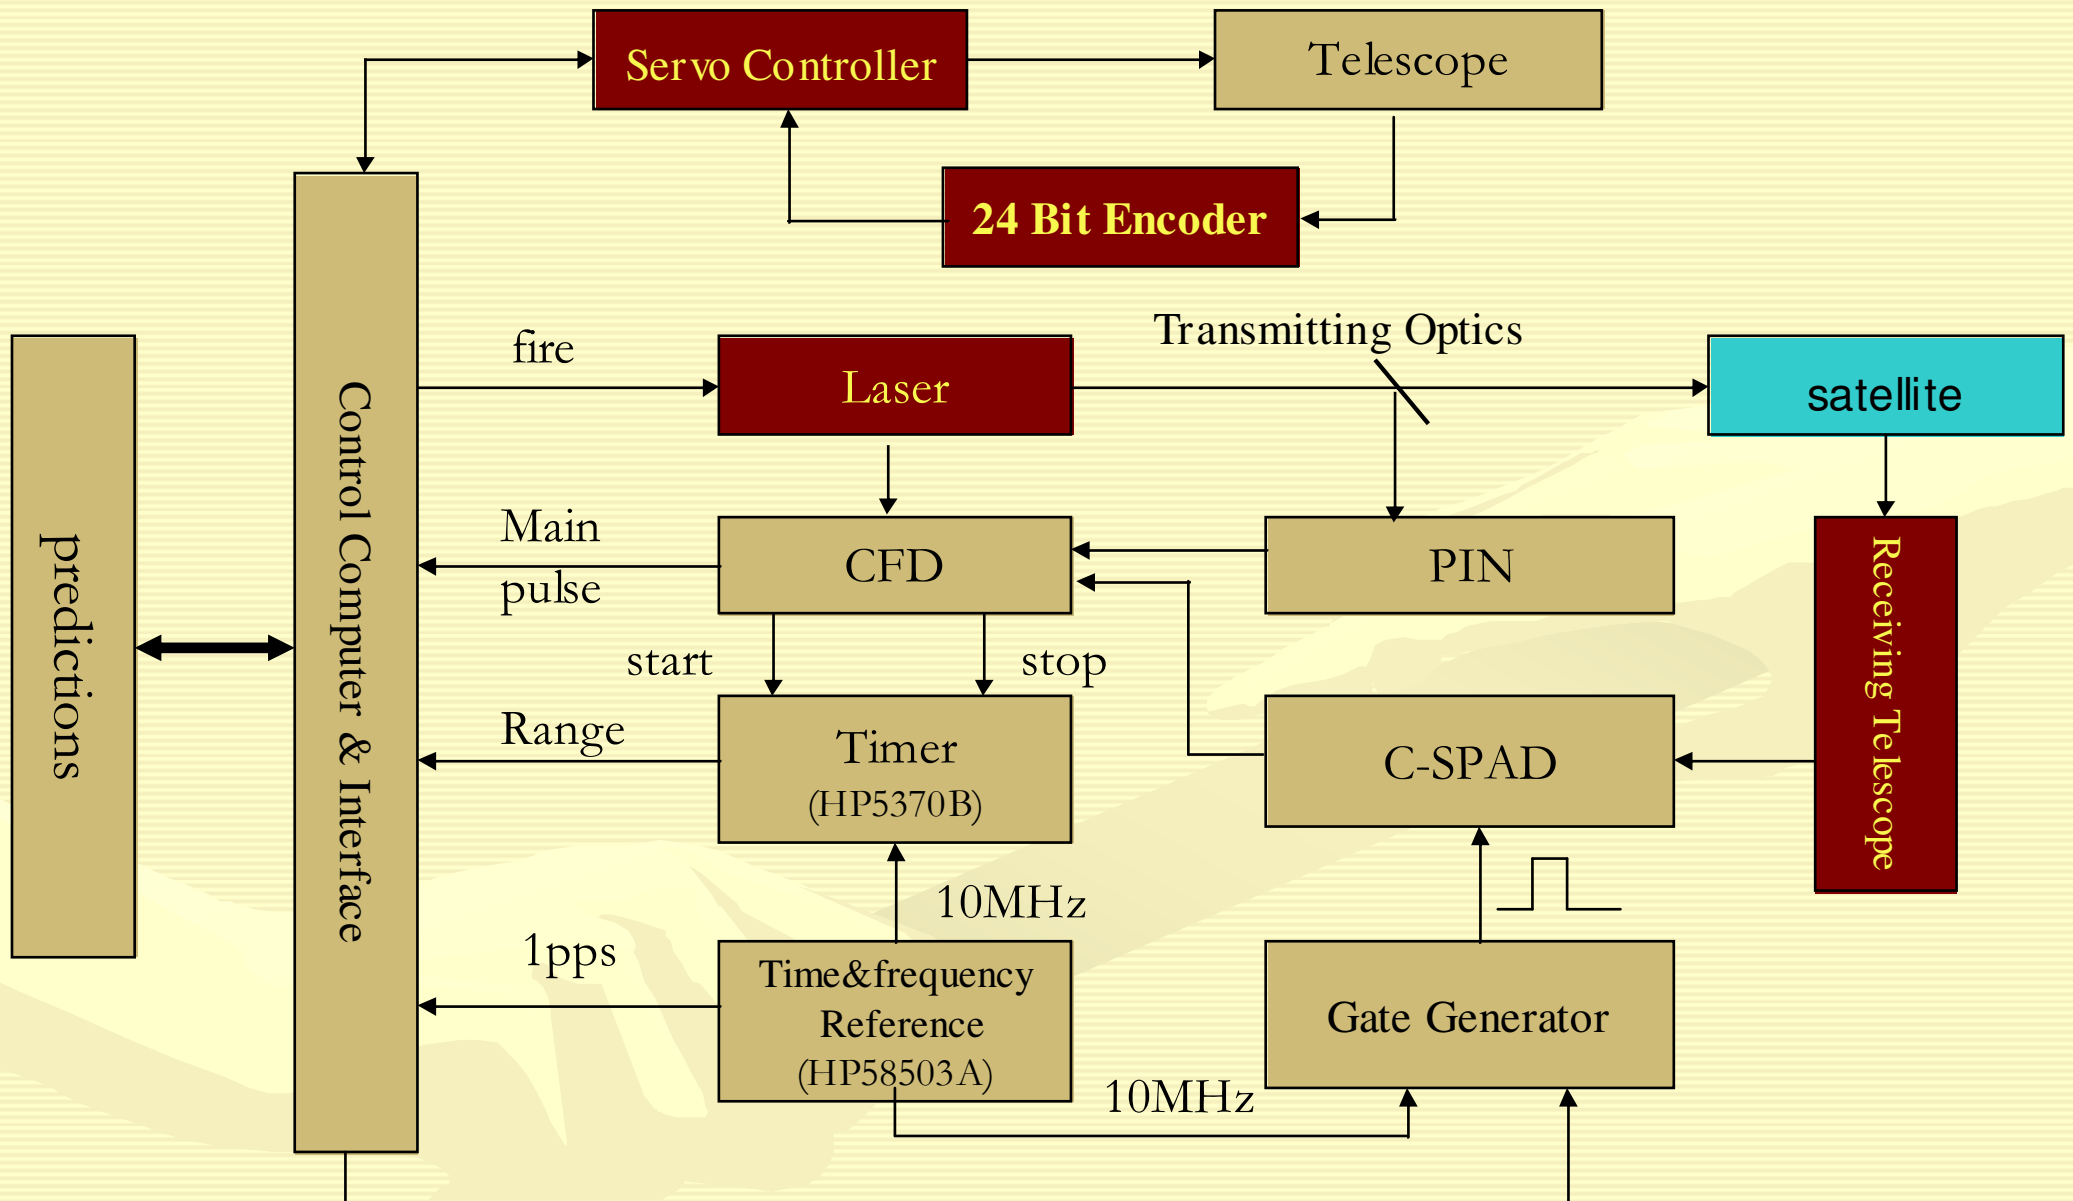 Servo Controller
Telescope
24 Bit Encoder
Transmitting Optics
fire
Laser
satellite
predictions
Control Computer & Interface
Main
pulse
CFD
PIN
Receiving Telescope
start
stop
Range
Timer
(HP5370B)
C-SPAD
10MHz
1pps
Time&frequency
Reference
(HP58503A)
Gate Generator
10MHz